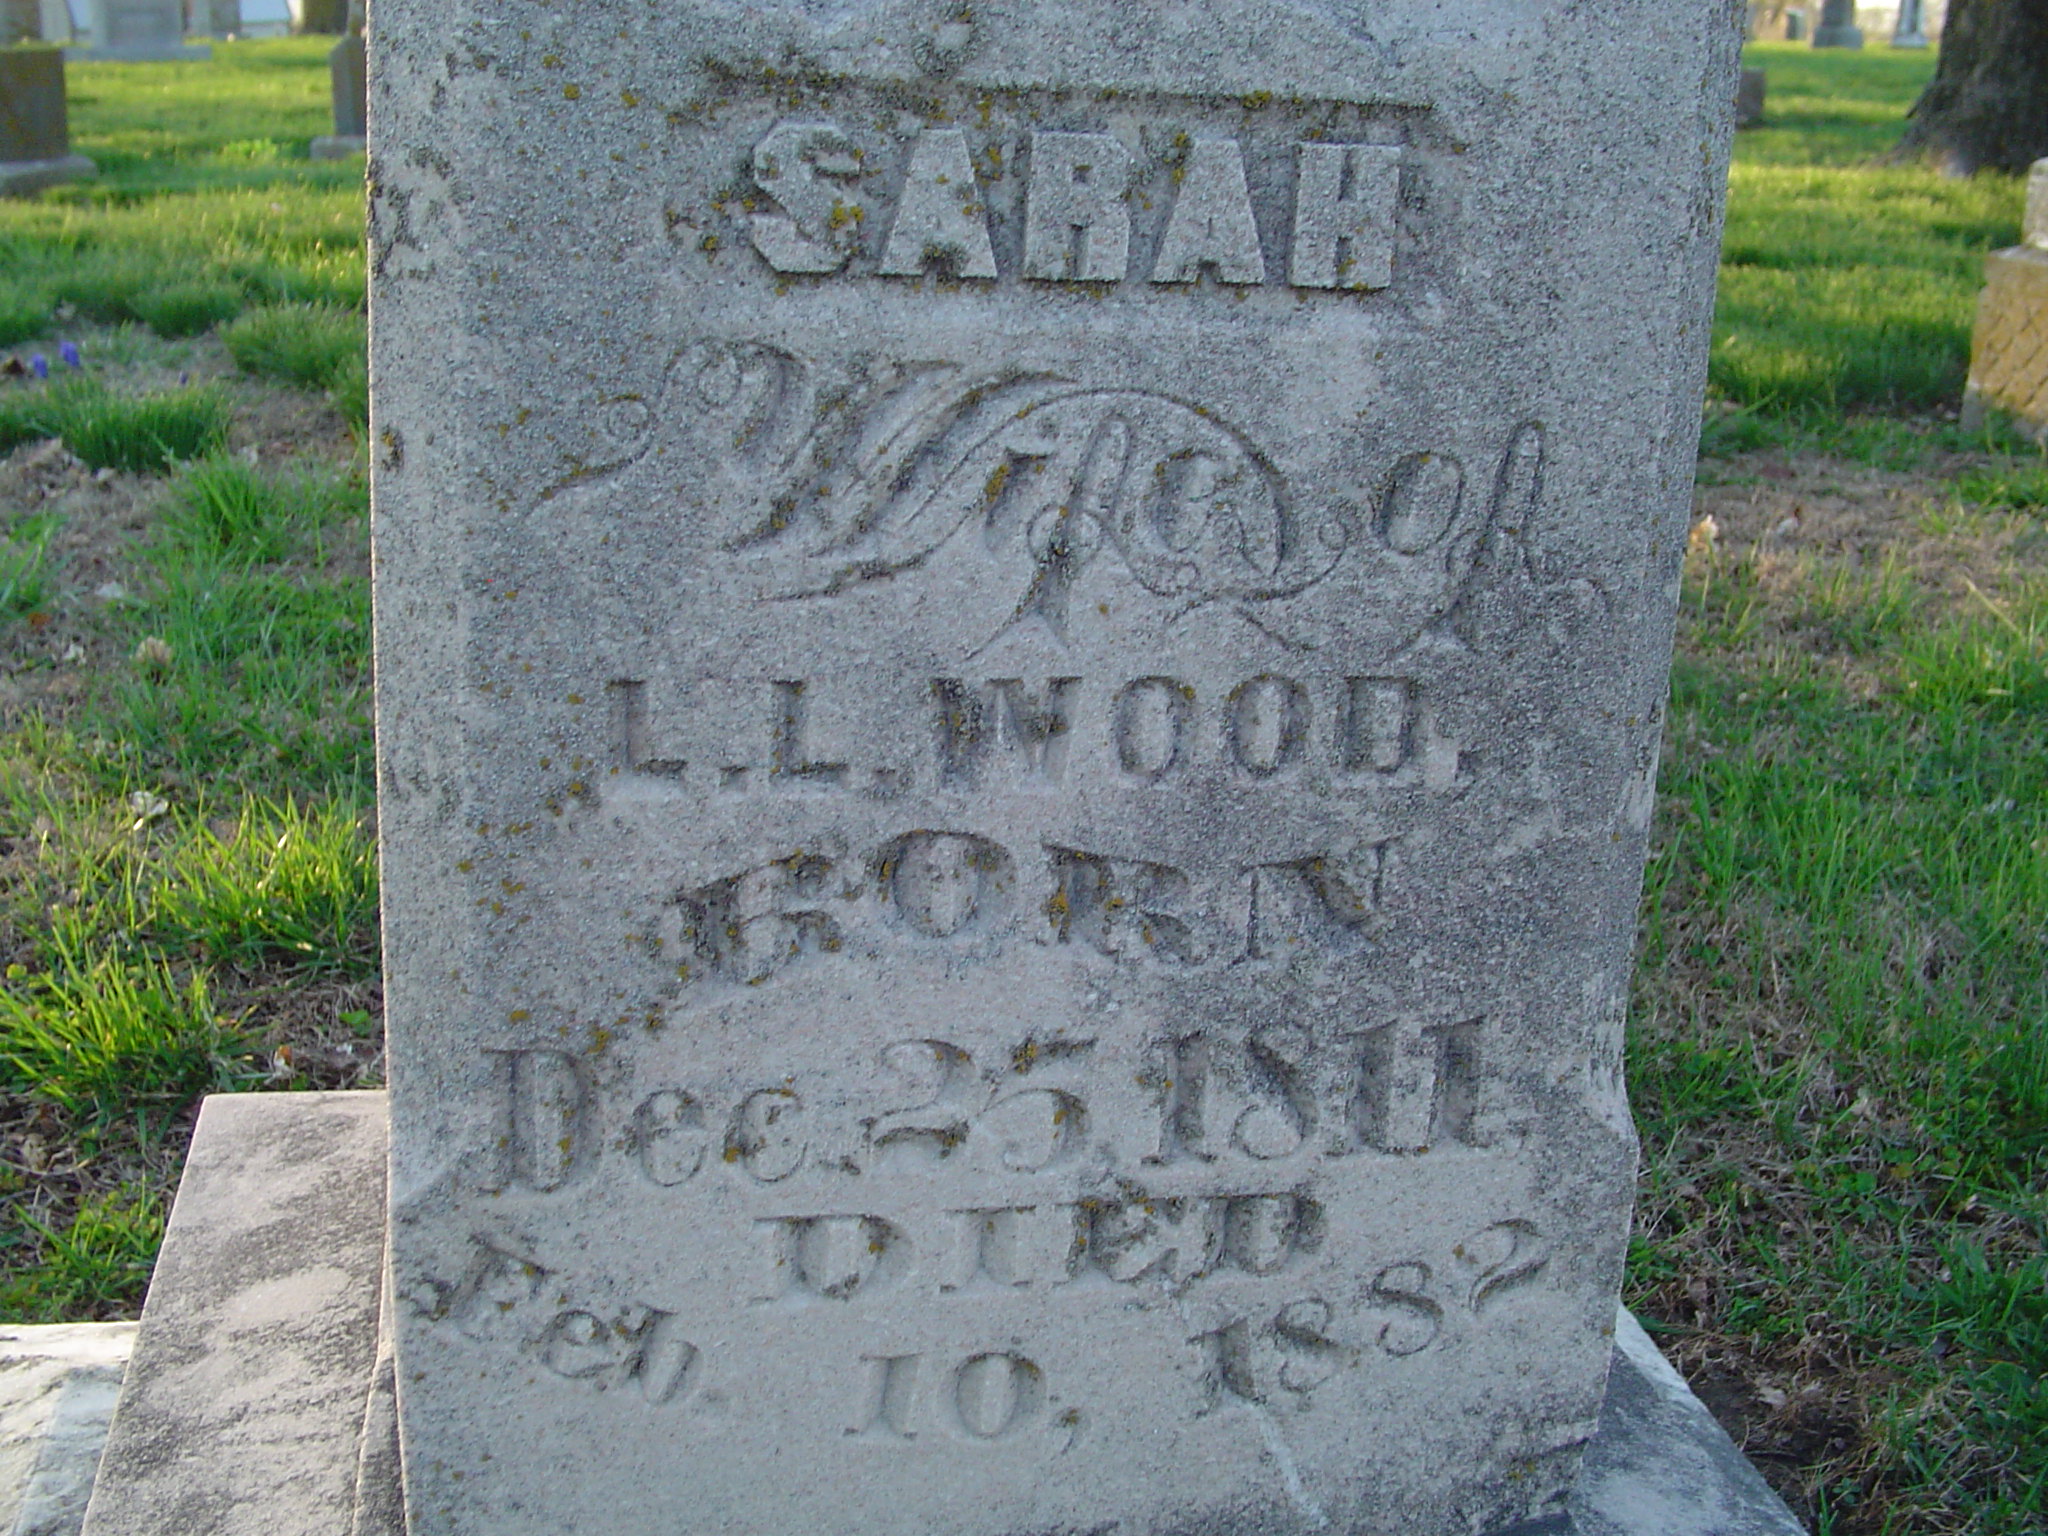 SARAH
Wife of
L. L. WOOD,
BORN
Dec. 25, 1811,
DIED
Feb. 10, 1882